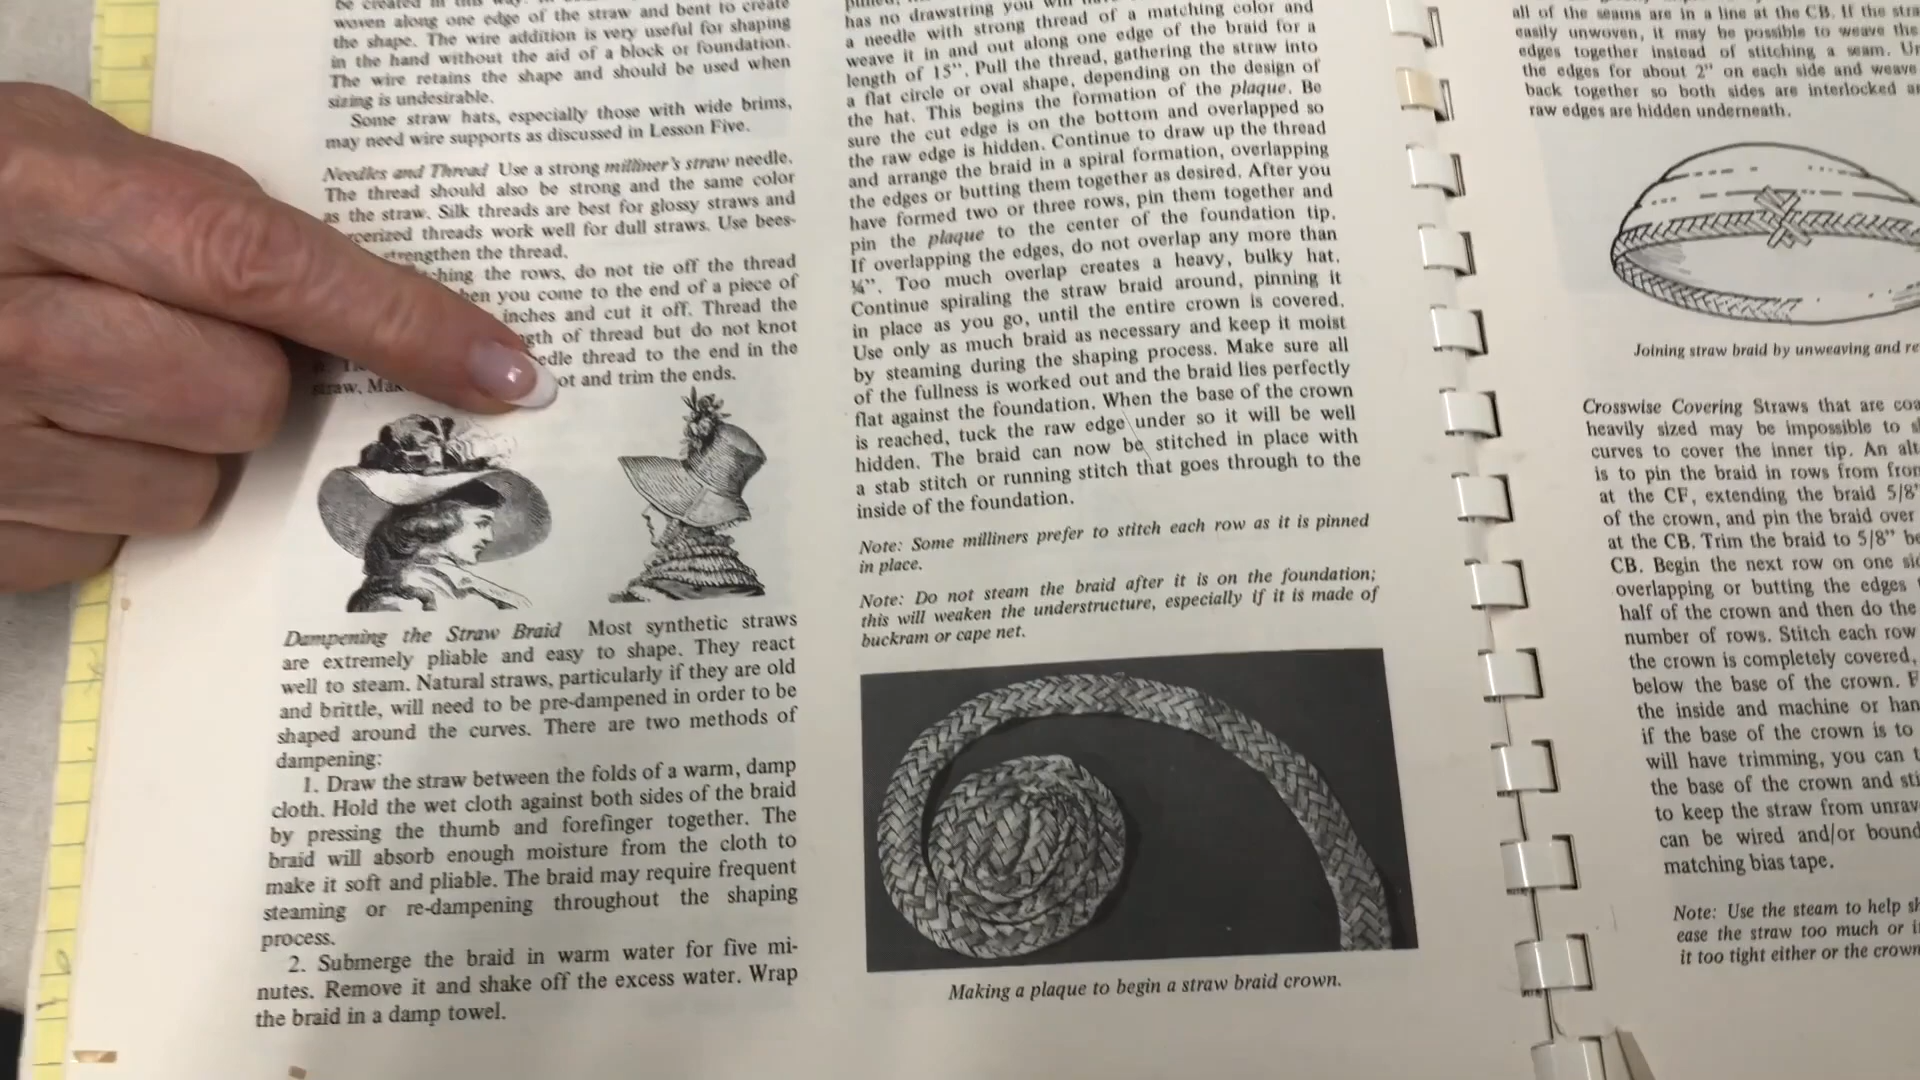 be created in this way.
woven along one edge of the straw and bent to create
the shape. The wire addition is very useful for shaping
in the hand without the aid of a block or foundation.
The wire retains the shape and should be used when
sizing is undesirable.
Some straw hats, especially those with wide brims,
may need wire supports as discussed in Lesson Five.
Needles and Thread Use a strong milliner's straw needle.
The thread should also be strong and the same color
as the straw. Silk threads are best for glossy straws and
cerized threads work well for dull straws. Use bees-
strengthen the thread.
ching the rows, do not tie off the thread
hen you come to the end of a piece of
inches and cut it off. Thread the
gth of thread but do not knot
edle thread to the end in the
straw. Mak ot and trim the ends.
Dampening the Straw Braid Most synthetic straws
are extremely pliable and easy to shape. They react
well to steam. Natural straws, particularly if they are old
and brittle, will need to be pre-dampened in order to be
shaped around the curves. There are two methods of
dampening:
1. Draw the straw between the folds of a warm, damp
cloth. Hold the wet cloth against both sides of the braid
by pressing the thumb and forefinger together. The
braid will absorb enough moisture from the cloth to
make it soft and pliable. The braid may require frequent
steaming or re-dampening throughout the shaping
process.
2. Submerge the braid in warm water for five mi-
nutes. Remove it and shake off the excess water. Wrap
the braid in a damp towel.
has no drawstring you will
a needle with strong thread of a matching color and
weave it in and out along one edge of the braid for a
length of 15". Pull the thread, gathering the straw into
a flat circle or oval shape, depending on the design of
the hat. This begins the formation of the plaque. Be
sure the cut edge is on the bottom and overlapped so
the raw edge is hidden. Continue to draw up the thread
and arrange the braid in a spiral formation, overlapping
the edges or butting them together as desired. After you
have formed two or three rows, pin them together and
pin the plaque to the center of the foundation tip.
If overlapping the edges, do not overlap any more than
¼". Too much overlap creates a heavy, bulky hat.
Continue spiraling the straw braid around, pinning it
in place as you go, until the entire crown is covered.
Use only as much braid as necessary and keep it moist
by steaming during the shaping process. Make sure all
of the fullness is worked out and the braid lies perfectly
flat against the foundation. When the base of the crown
is reached, tuck the raw edge under so it will be well
hidden. The braid can now be stitched in place with
a stab stitch or running stitch that goes through to the
inside of the foundation.
Note: Some milliners prefer to stitch each row as it is pinned
in place.
Note: Do not steam the braid after it is on the foundation;
this will weaken the understructure, especially if it is made of
buckram or cape net.
Making a plaque to begin a straw braid crown.
all of the seams are in a line at the CB. If the stra
easily unwoven, it may be possible to weave the
edges together instead of stitching a seam. Un
the edges for about 2" on each side and weave
back together so both sides are interlocked an
raw edges are hidden underneath.
Joining straw braid by unweaving and re
Crosswise Covering Straws that are coa
heavily sized may be impossible to s
curves to cover the inner tip. An alt
is to pin the braid in rows from fron
at the CF, extending the braid 5/8"
of the crown, and pin the braid over
at the CB. Trim the braid to 5/8" be
CB. Begin the next row on one sid
overlapping or butting the edges
half of the crown and then do the
number of rows. Stitch each row
the crown is completely covered,
below the base of the crown. F
the inside and machine or han
if the base of the crown is to
will have trimming, you can t
the base of the crown and sti
to keep the straw from unrav
can be wired and/or bound
matching bias tape.
Note: Use the steam to help sh
ease the straw too much or i
it too tight either or the crown